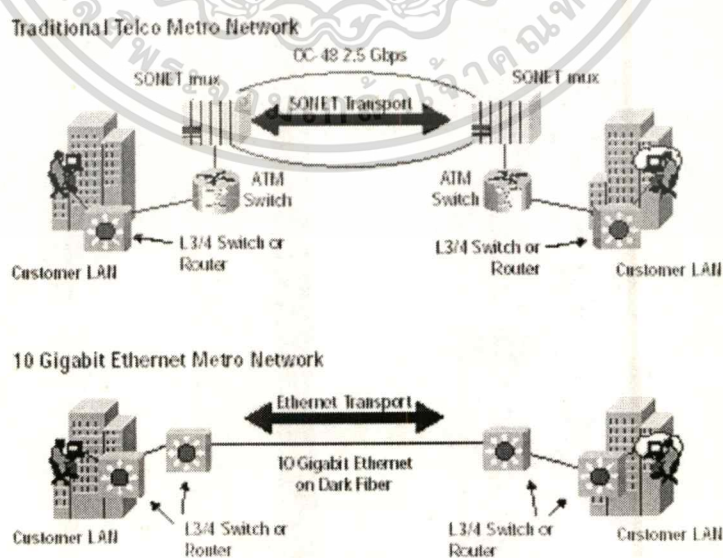 Traditional Telco Metro Network
OC-48 2.5 Gbps
SONET mux
SONET mux
SONET Transport
ATM
Switch
ATM
Switch
L3/4 Switch or
Router
L3/4 Switch or
Router
Customer LAN
Customer LAN
10 Gigabit Ethernet Metro Network
Ethernet Transport
10 Gigabit Ethernet
on Dark Fiber
L3/4 Switch or
Router
L3/4 Switch or
Router
Customer LAN
Customer LAN